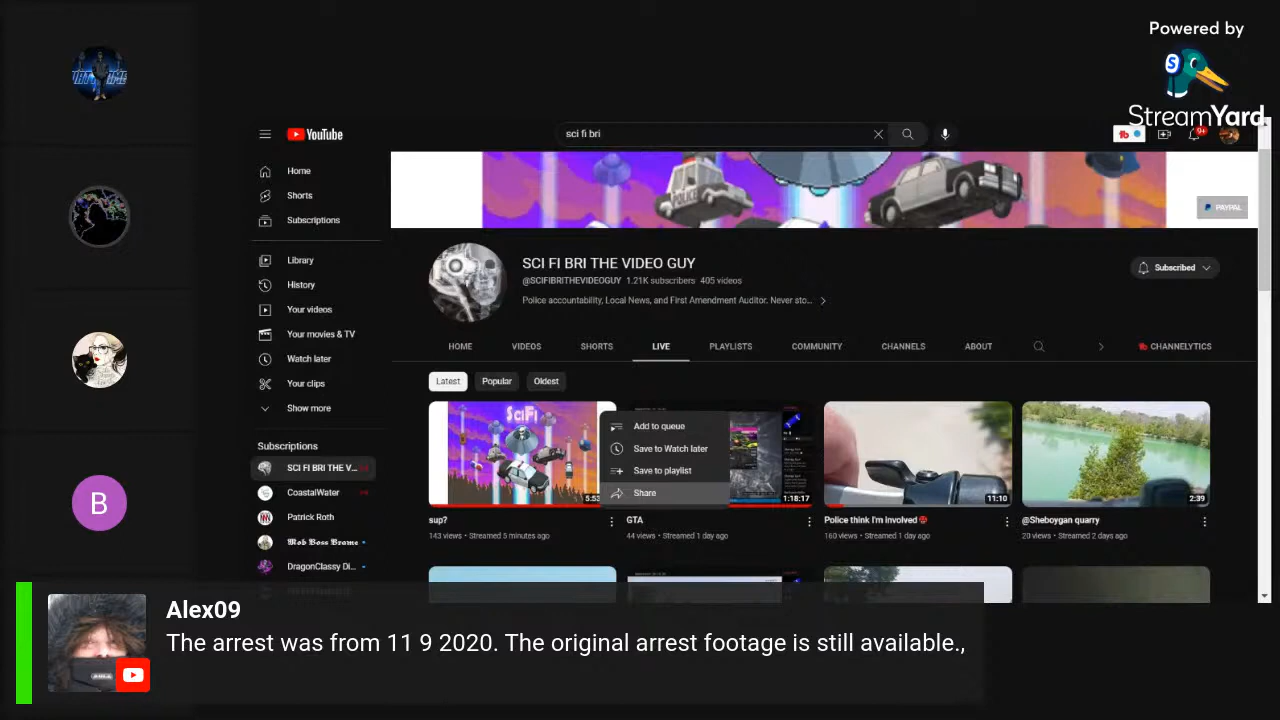 Powered by
StreamYard.
YouTube
sci fi bri
9+
Home
Shorts
Subscriptions
Library
History
Your videos
Your movies & TV
Watch later
Your clips
Show more
Subscriptions
SCI FI BRI THE V...
CoastalWater
Patrick Roth
𝕸𝖔𝖇 𝕭𝖔𝖘𝖘 𝕭𝖗𝖆𝖒𝖊
DragonClassy Di...
POLICE
PAYPAL
SCI FI BRI THE VIDEO GUY
@SCIFIBRITHEVIDEOGUY 1.21K subscribers 405 videos
Police accountability, Local News, and First Amendment Auditor. Never sto...
Subscribed
HOME VIDEOS SHORTS LIVE PLAYLISTS COMMUNITY CHANNELS ABOUT CHANNELYTICS
Latest Popular Oldest
SciFi
Add to queue
Save to Watch later
Save to playlist
Share
5:53
1:18:17
11:10
2:39
sup?
143 views • Streamed 5 minutes ago
GTA
44 views • Streamed 1 day ago
Police think I'm involved
160 views • Streamed 1 day ago
@Sheboygan quarry
20 views • Streamed 2 days ago
B
Alex09
The arrest was from 11 9 2020. The original arrest footage is still available.,